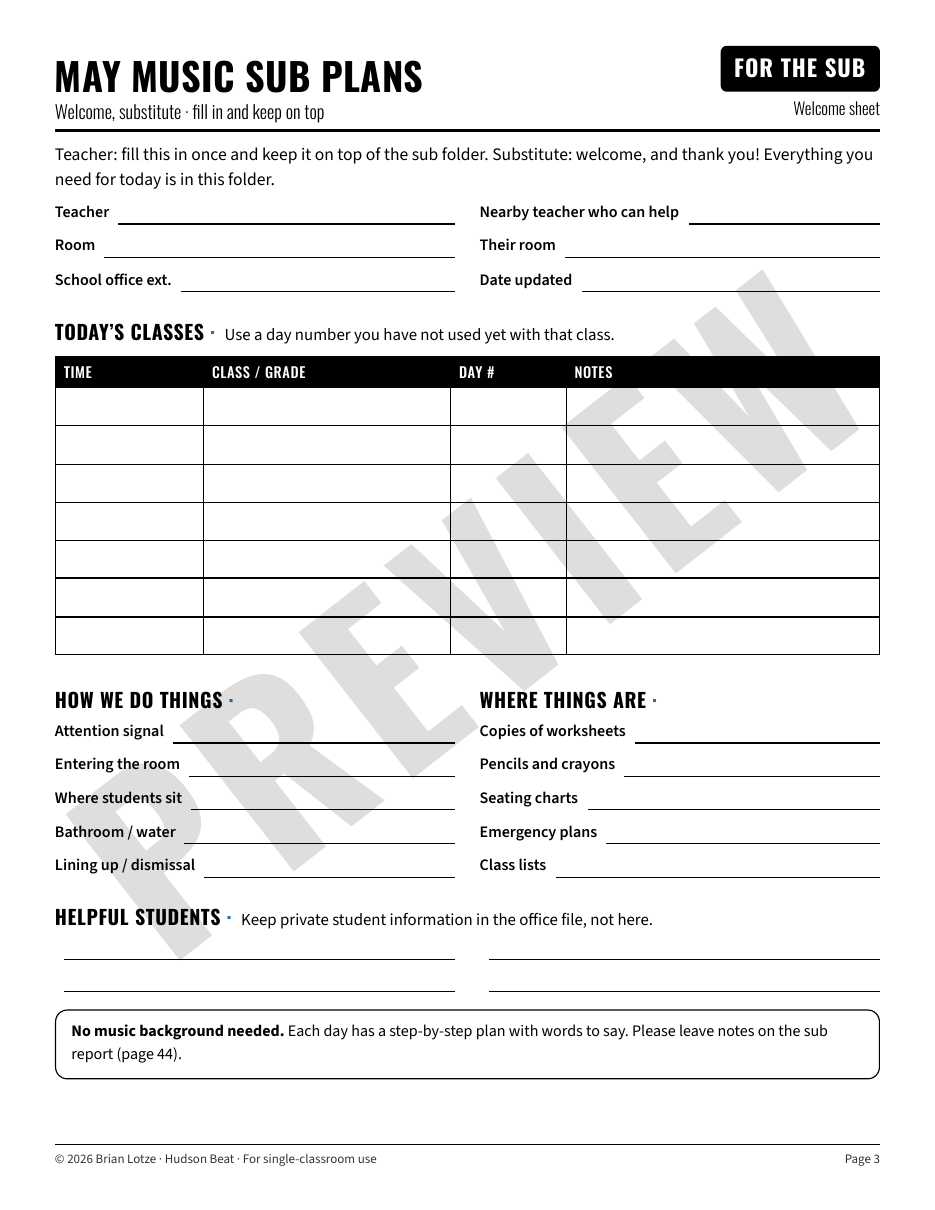 MAY MUSIC SUB PLANS
FOR THE SUB
Welcome, substitute · fill in and keep on top
Welcome sheet
Teacher: fill this in once and keep it on top of the sub folder. Substitute: welcome, and thank you! Everything you
need for today is in this folder.
Teacher
Nearby teacher who can help
Room
Their room
School office ext.
Date updated
TODAY’S CLASSES · Use a day number you have not used yet with that class.
TIME CLASS / GRADE DAY # NOTES
PREVIEW
HOW WE DO THINGS ·
WHERE THINGS ARE ·
Attention signal
Copies of worksheets
Entering the room
Pencils and crayons
Where students sit
Seating charts
Bathroom / water
Emergency plans
Lining up / dismissal
Class lists
HELPFUL STUDENTS · Keep private student information in the office file, not here.
No music background needed. Each day has a step-by-step plan with words to say. Please leave notes on the sub
report (page 44).
© 2026 Brian Lotze · Hudson Beat · For single-classroom use
Page 3